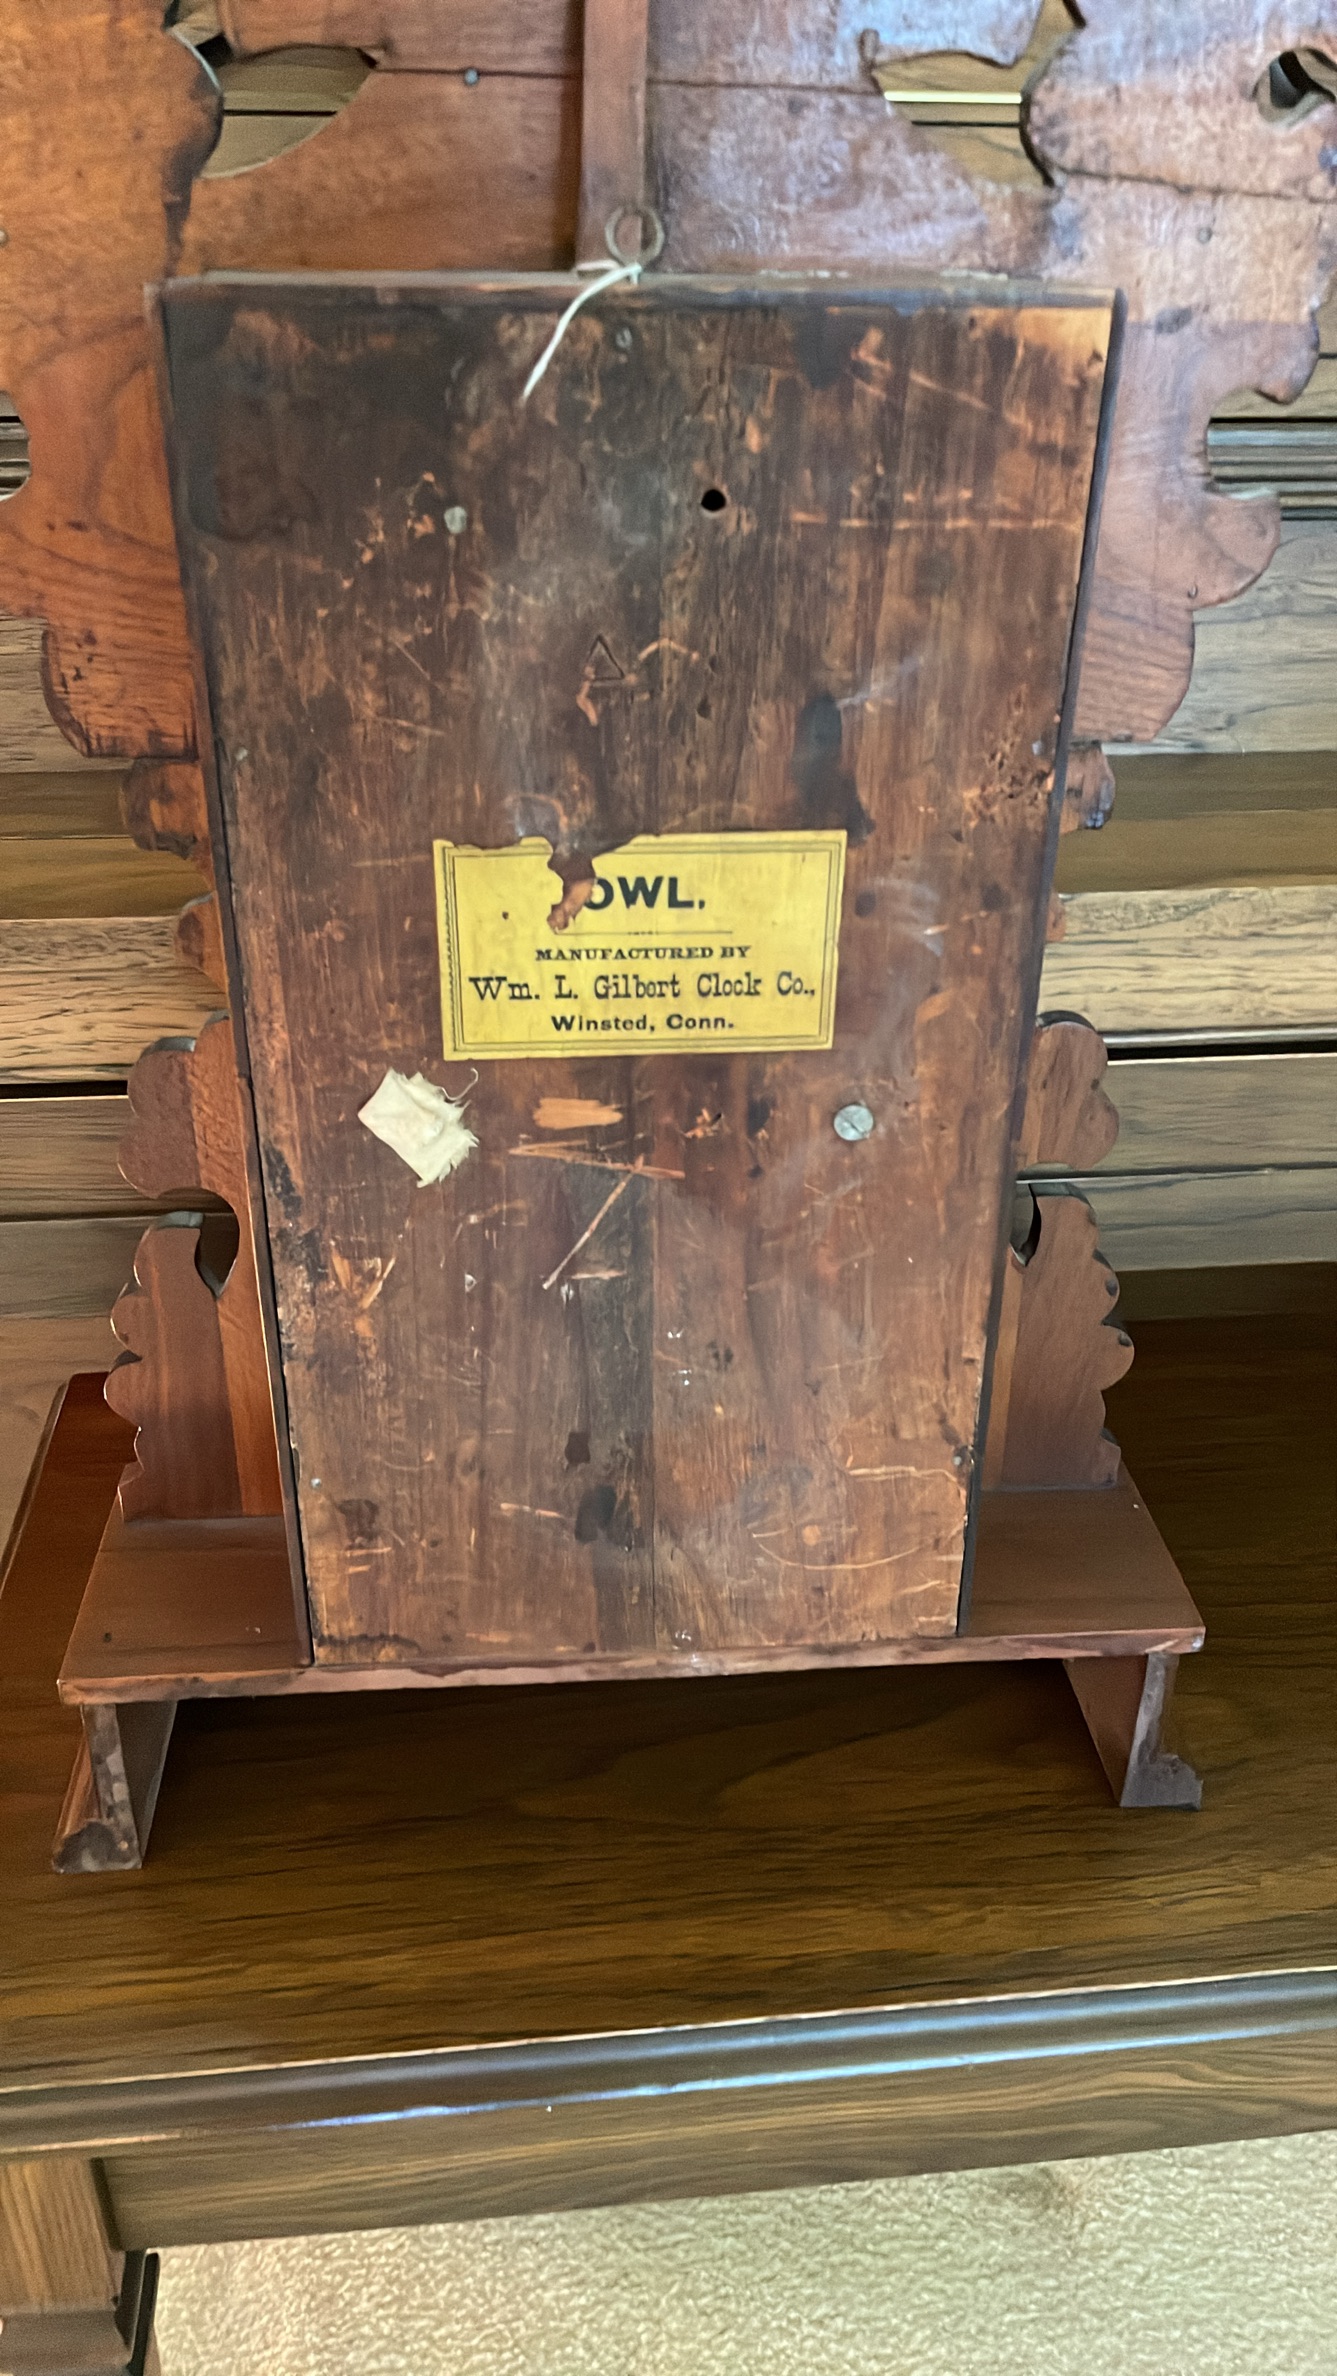 OWL.
MANUFACTURED BY
Wm. L. Gilbert Clock Co.,
Winsted, Conn.